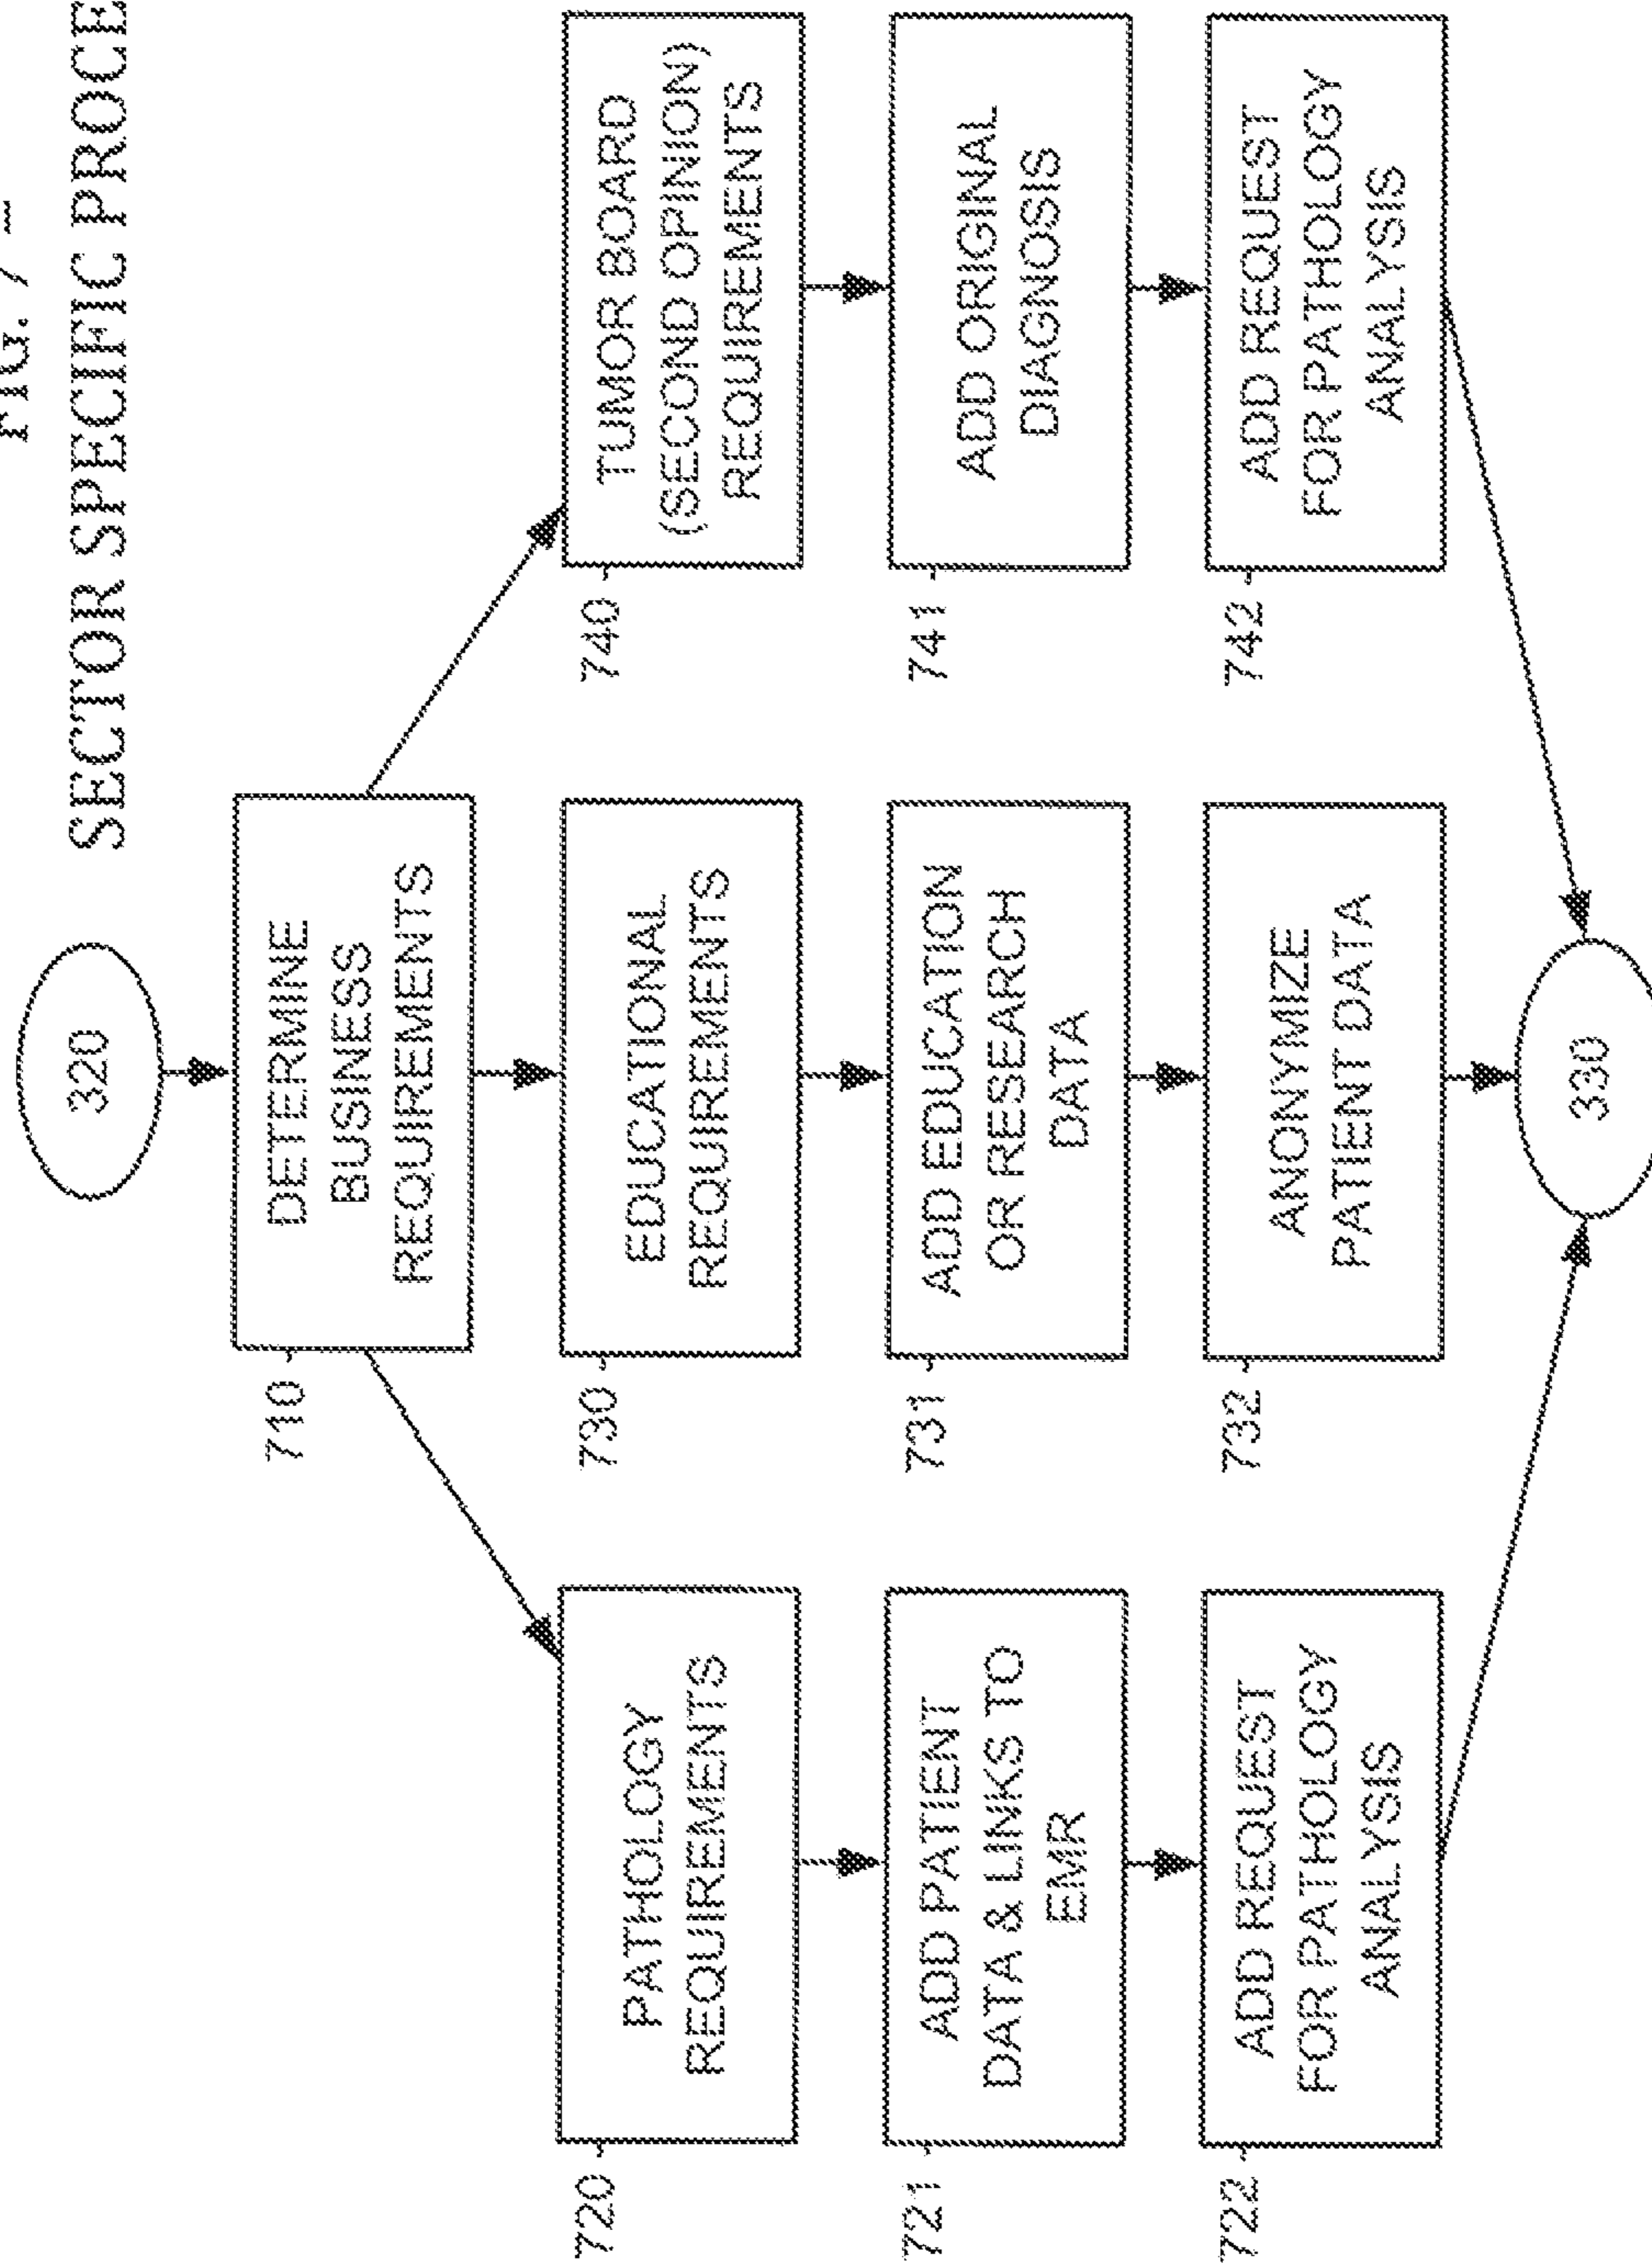 FIG. 7 –
SECTOR SPECIFIC PROCE
320
710
DETERMINE
BUSINESS
REQUIREMENTS
720
PATHOLOGY
REQUIREMENTS
730
EDUCATIONAL
REQUIREMENTS
740
TUMOR BOARD
(SECOND OPINION)
REQUIREMENTS
721
ADD PATIENT
DATA & LINKS TO
EMR
731
ADD EDUCATION
OR RESEARCH
DATA
741
ADD ORIGINAL
DIAGNOSIS
722
ADD REQUEST
FOR PATHOLOGY
ANALYSIS
732
ANONYMIZE
PATIENT DATA
742
ADD REQUEST
FOR PATHOLOGY
ANALYSIS
330